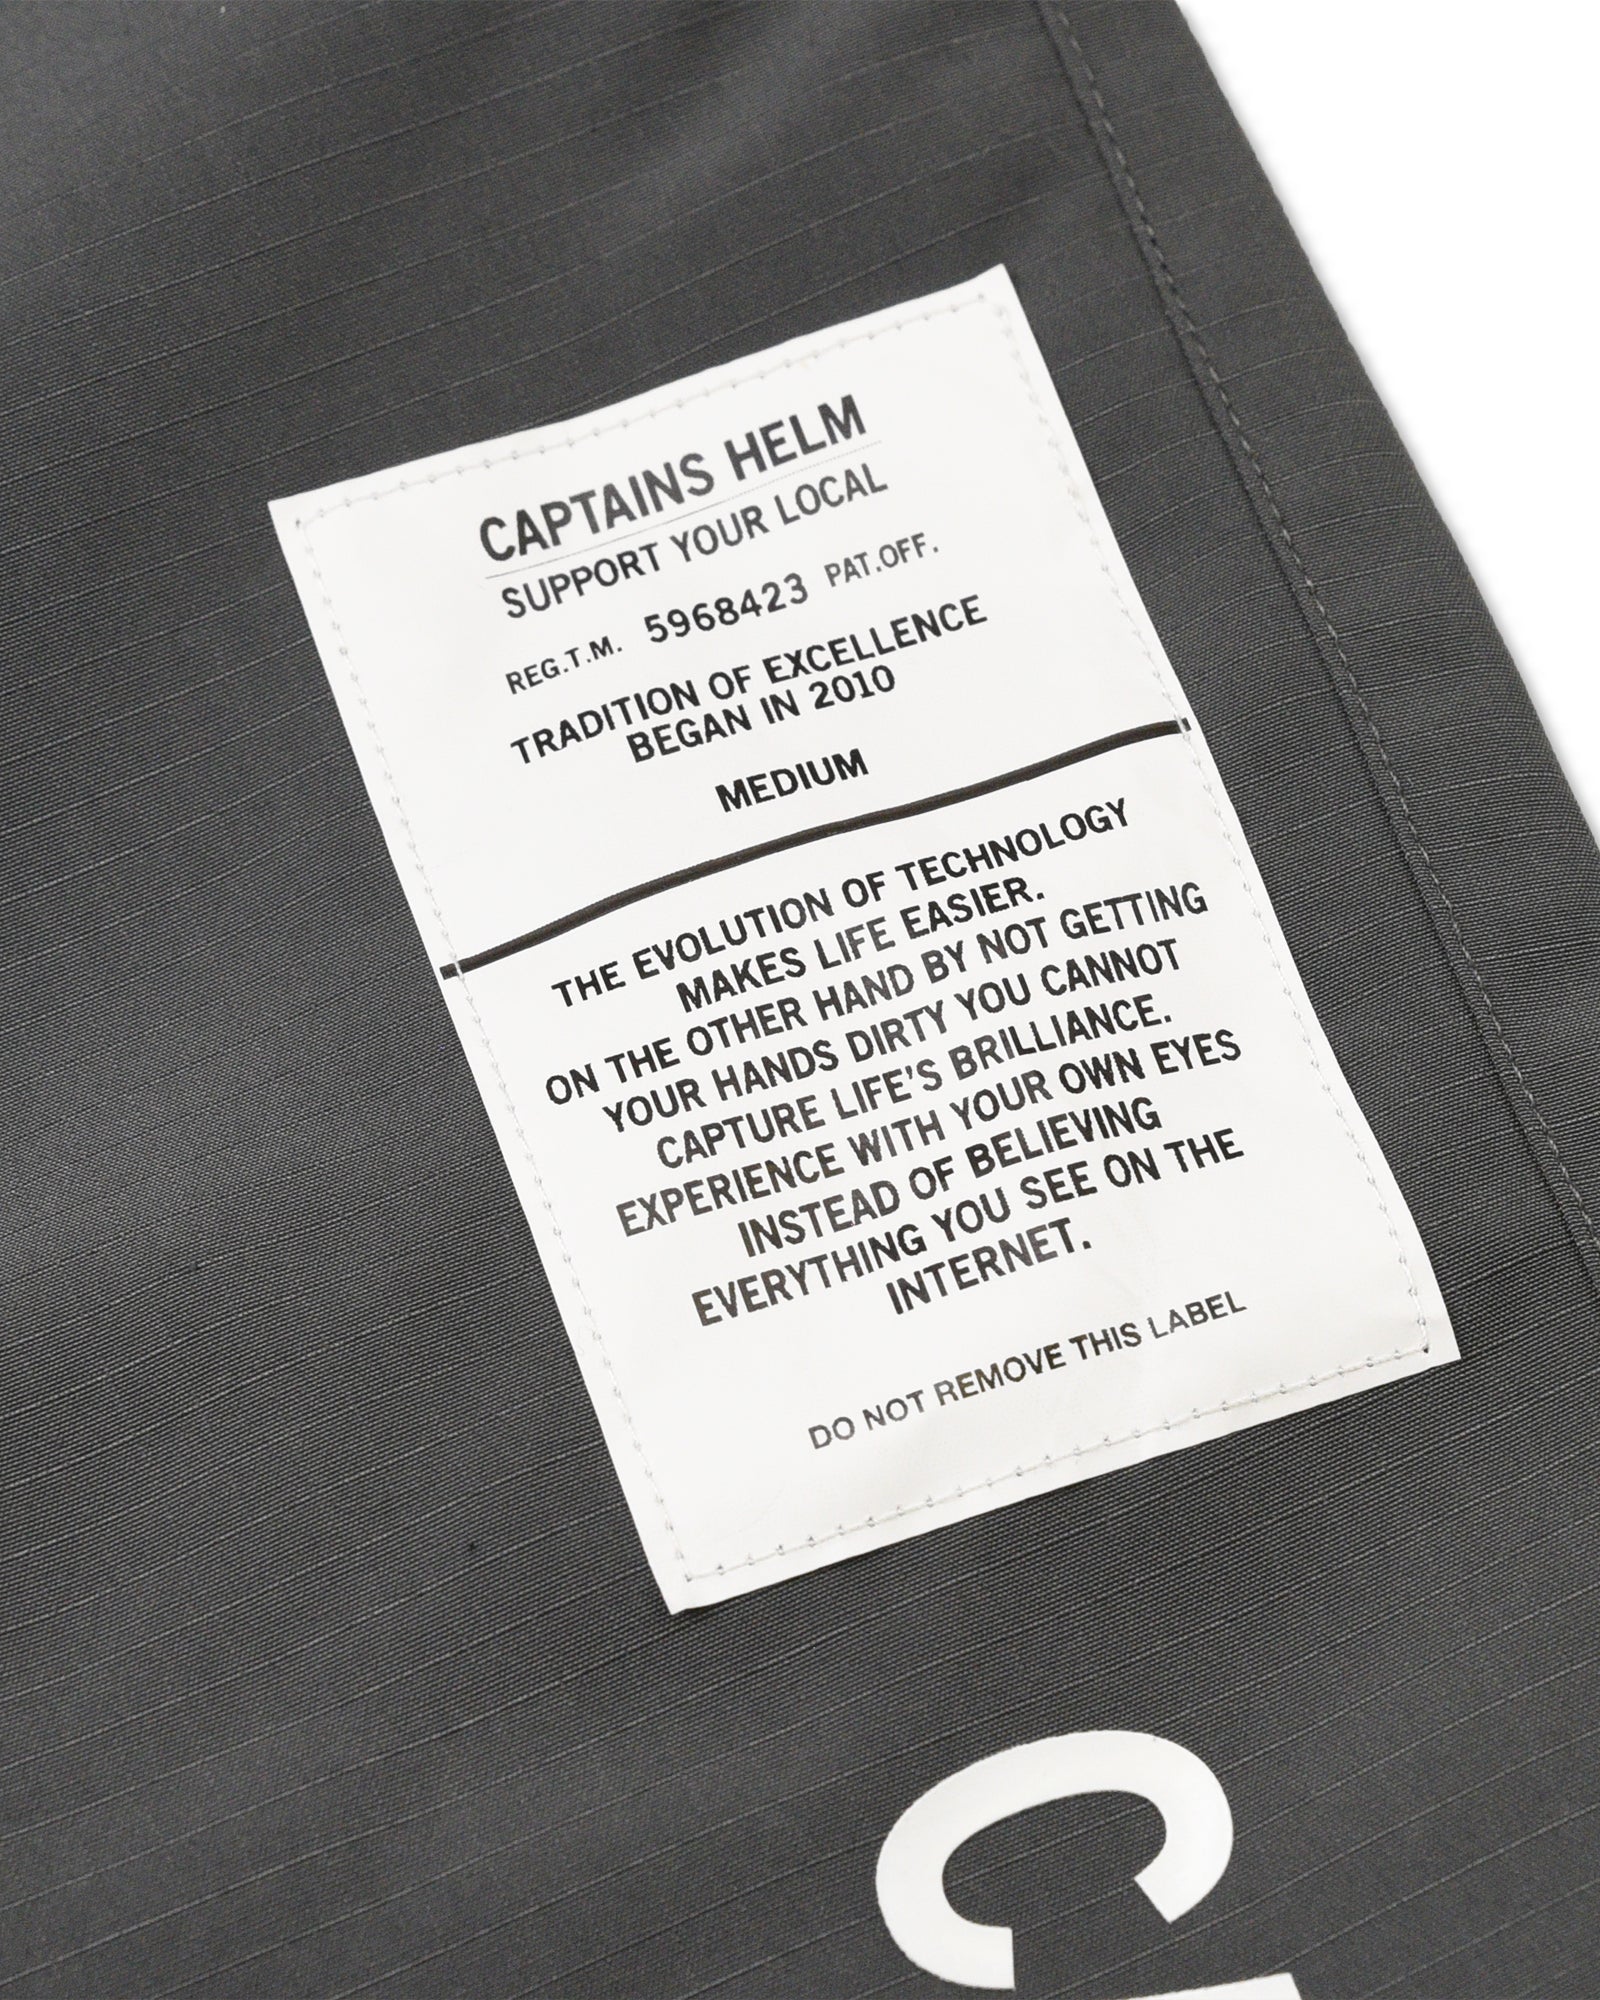 CAPTAINS HELM
SUPPORT YOUR LOCAL
REG.T.M. 5968423 PAT.OFF.
TRADITION OF EXCELLENCE
BEGAN IN 2010
MEDIUM
THE EVOLUTION OF TECHNOLOGY
MAKES LIFE EASIER.
ON THE OTHER HAND BY NOT GETTING
YOUR HANDS DIRTY YOU CANNOT
CAPTURE LIFE'S BRILLIANCE.
EXPERIENCE WITH YOUR OWN EYES
INSTEAD OF BELIEVING
EVERYTHING YOU SEE ON THE
INTERNET.
DO NOT REMOVE THIS LABEL
C